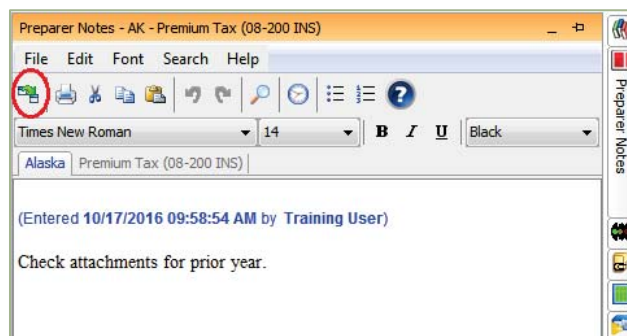 Preparer Notes - AK - Premium Tax (08-200 INS)
File Edit Font Search Help
Times New Roman 14 B I U Black
Alaska Premium Tax (08-200 INS)
(Entered 10/17/2016 09:58:54 AM by Training User)
Check attachments for prior year.
Preparer Notes